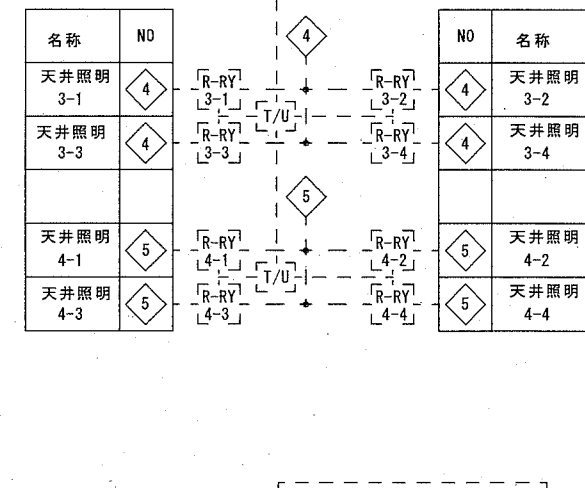 名称 NO 4 NO 名称
天井照明 3-1 4 R-RY 3-1 R-RY 3-2 4 天井照明 3-2
T/U
天井照明 3-3 4 R-RY 3-3 R-RY 3-4 4 天井照明 3-4
5
天井照明 4-1 5 R-RY 4-1 R-RY 4-2 5 天井照明 4-2
T/U
天井照明 4-3 5 R-RY 4-3 R-RY 4-4 5 天井照明 4-4